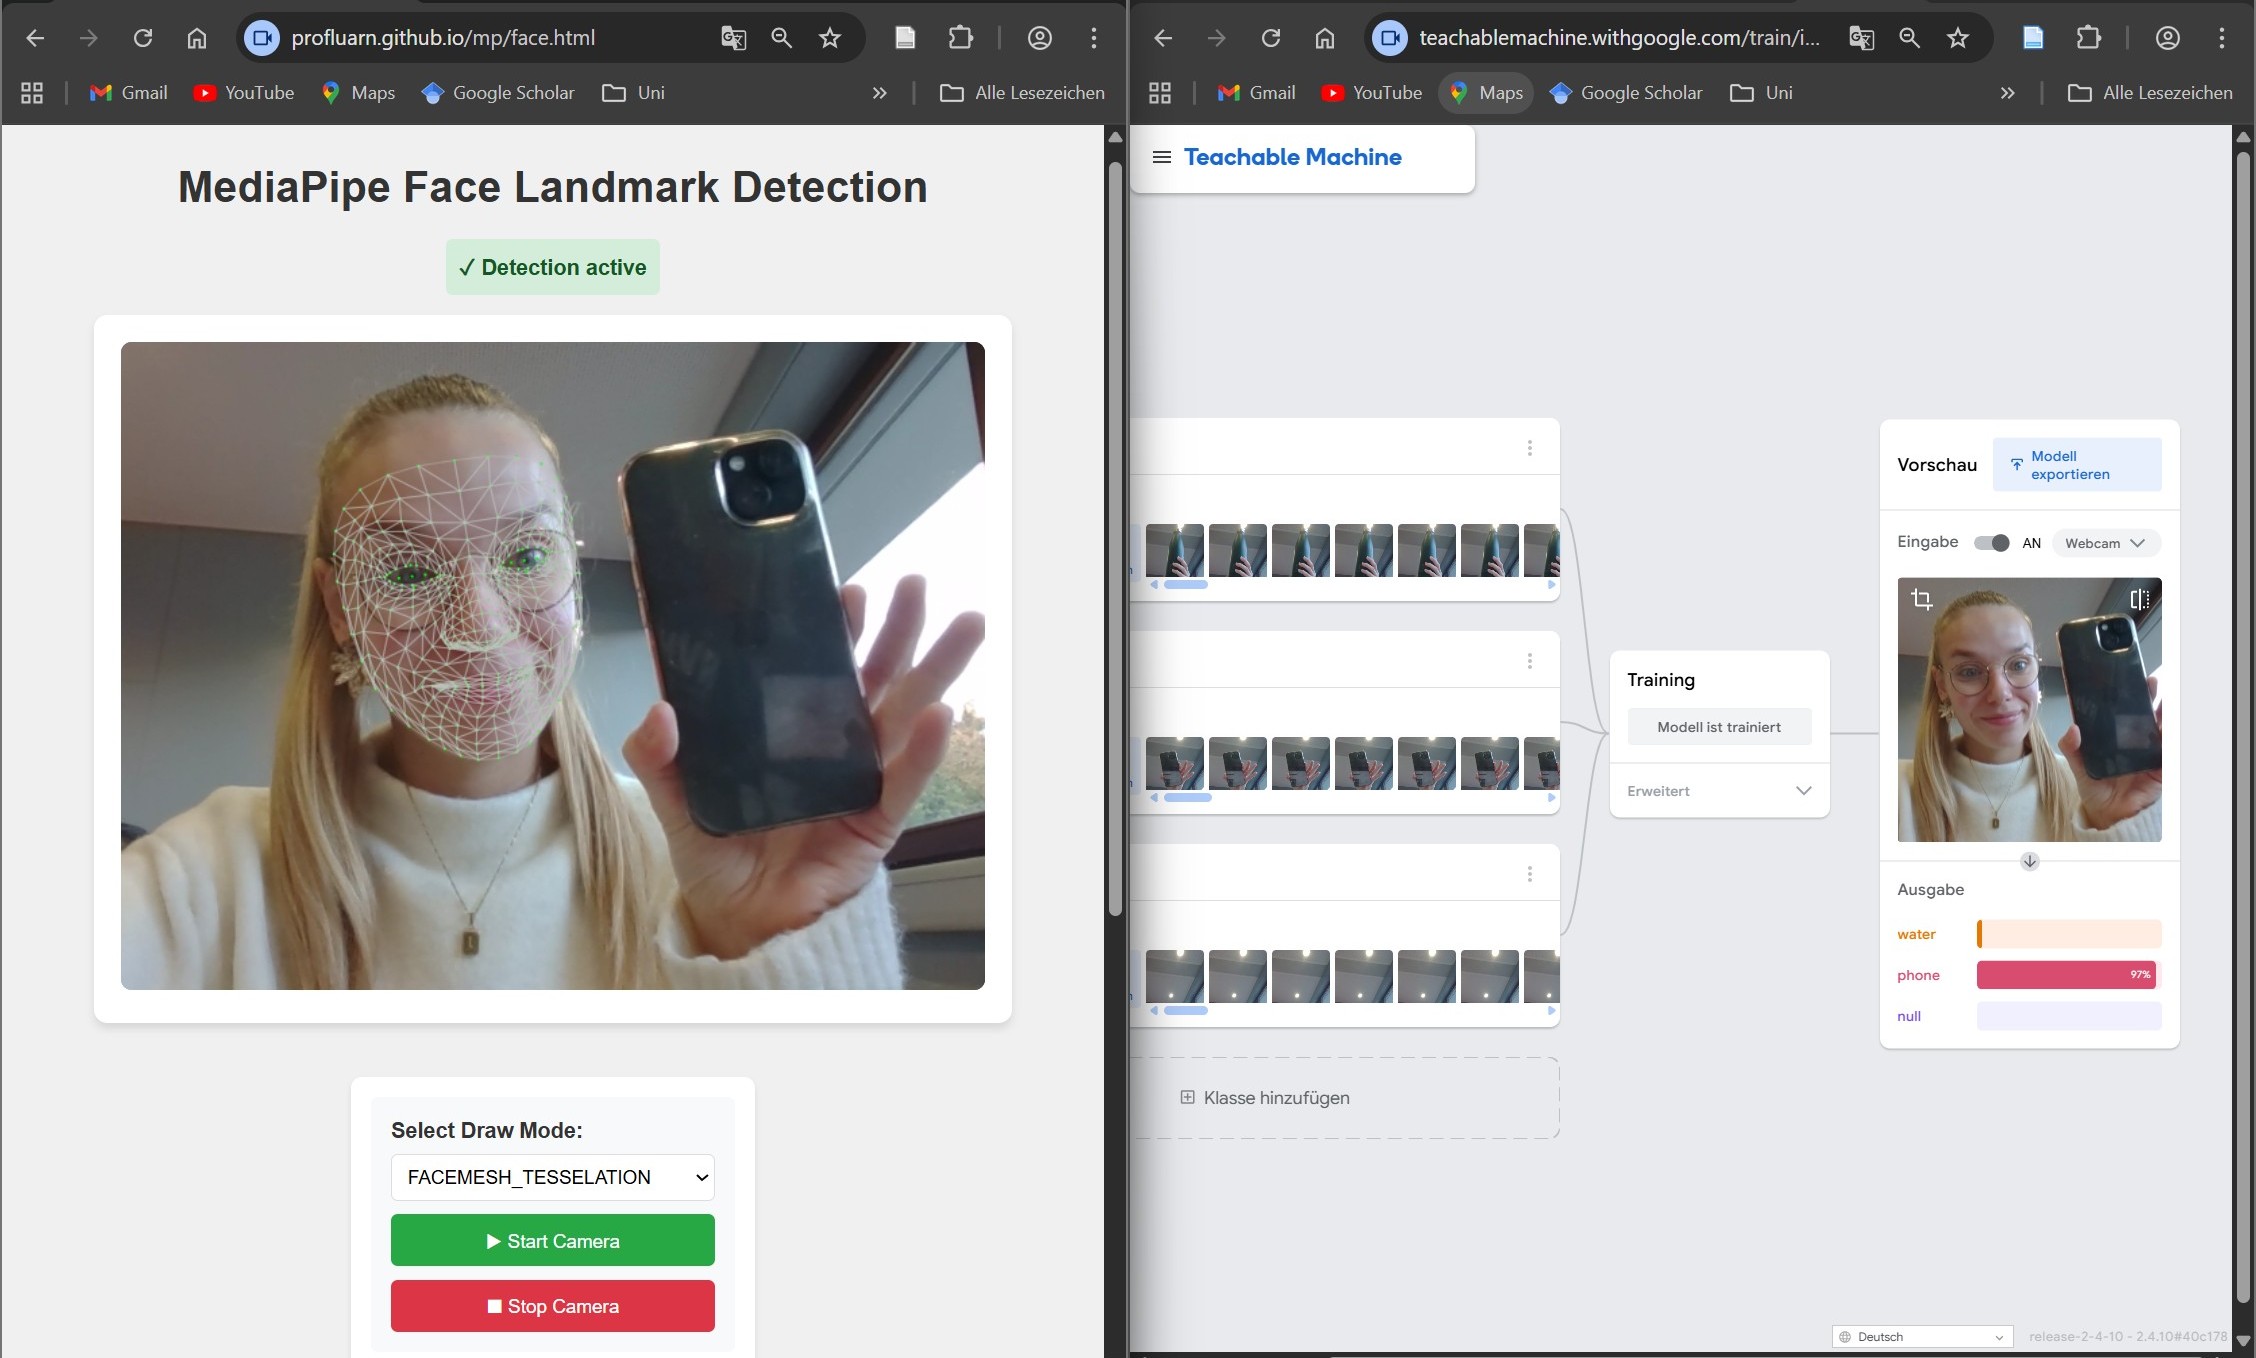 profluarn.github.io/mp/face.html
Gmail
YouTube
Maps
Google Scholar
Uni
Alle Lesezeichen
MediaPipe Face Landmark Detection
✓ Detection active
Select Draw Mode:
FACEMESH_TESSELATION
▶ Start Camera
■ Stop Camera
teachablemachine.withgoogle.com/train/i...
Gmail
YouTube
Maps
Google Scholar
Uni
Alle Lesezeichen
Teachable Machine
Klasse hinzufügen
Training
Modell ist trainiert
Erweitert
Vorschau
Modell
exportieren
Eingabe
AN
Webcam
Ausgabe
water
phone
97%
null
Deutsch
release-2-4-10 - 2.4.10#40c178